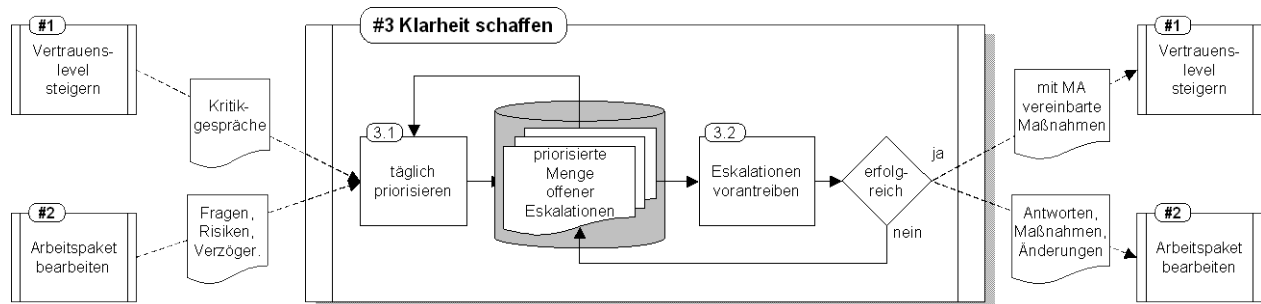 #1
Vertrauens-
level
steigern
Kritik-
gespräche
#2
Arbeitspaket
bearbeiten
Fragen,
Risiken,
Verzöger.
#3 Klarheit schaffen
3.1
täglich
priorisieren
priorisierte
Menge
offener
Eskalationen
3.2
Eskalationen
vorantreiben
erfolg-
reich
ja
nein
mit MA
vereinbarte
Maßnahmen
#1
Vertrauens-
level
steigern
Antworten,
Maßnahmen,
Änderungen
#2
Arbeitspaket
bearbeiten